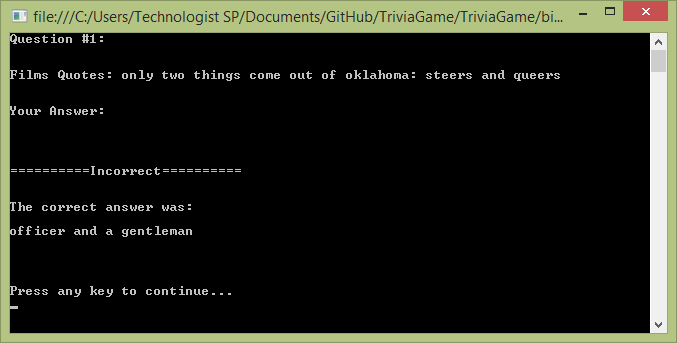 file:///C:/Users/Technologist SP/Documents/GitHub/TriviaGame/TriviaGame/bi...
Question #1:
Films Quotes: only two things come out of oklahoma: steers and queers
Your Answer:
==========Incorrect==========
The correct answer was:
officer and a gentleman
Press any key to continue...